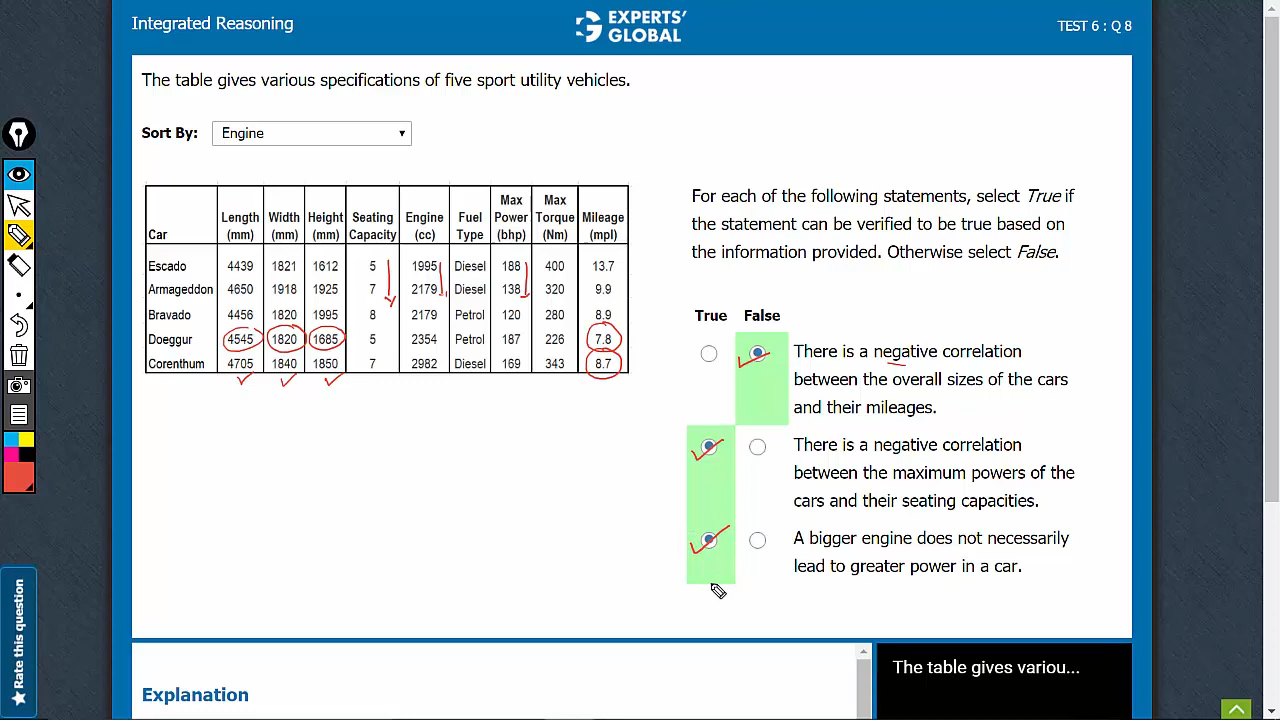 Integrated Reasoning
EXPERTS'
GLOBAL
TEST 6 : Q 8
The table gives various specifications of five sport utility vehicles.
Sort By: Engine
Car Length (mm) Width (mm) Height (mm) Seating Capacity Engine (cc) Fuel Type Max Power (bhp) Max Torque (Nm) Mileage (mpl)
Escado 4439 1821 1612 5 1995 Diesel 188 400 13.7
Armageddon 4650 1918 1925 7 2179 Diesel 138 320 9.9
Bravado 4456 1820 1995 8 2179 Petrol 120 280 8.9
Doeggur 4545 1820 1685 5 2354 Petrol 187 226 7.8
Corenthum 4705 1840 1850 7 2982 Diesel 169 343 8.7
For each of the following statements, select True if
the statement can be verified to be true based on
the information provided. Otherwise select False.
True False
There is a negative correlation
between the overall sizes of the cars
and their mileages.
There is a negative correlation
between the maximum powers of the
cars and their seating capacities.
A bigger engine does not necessarily
lead to greater power in a car.
Rate this question
Explanation
The table gives variou...